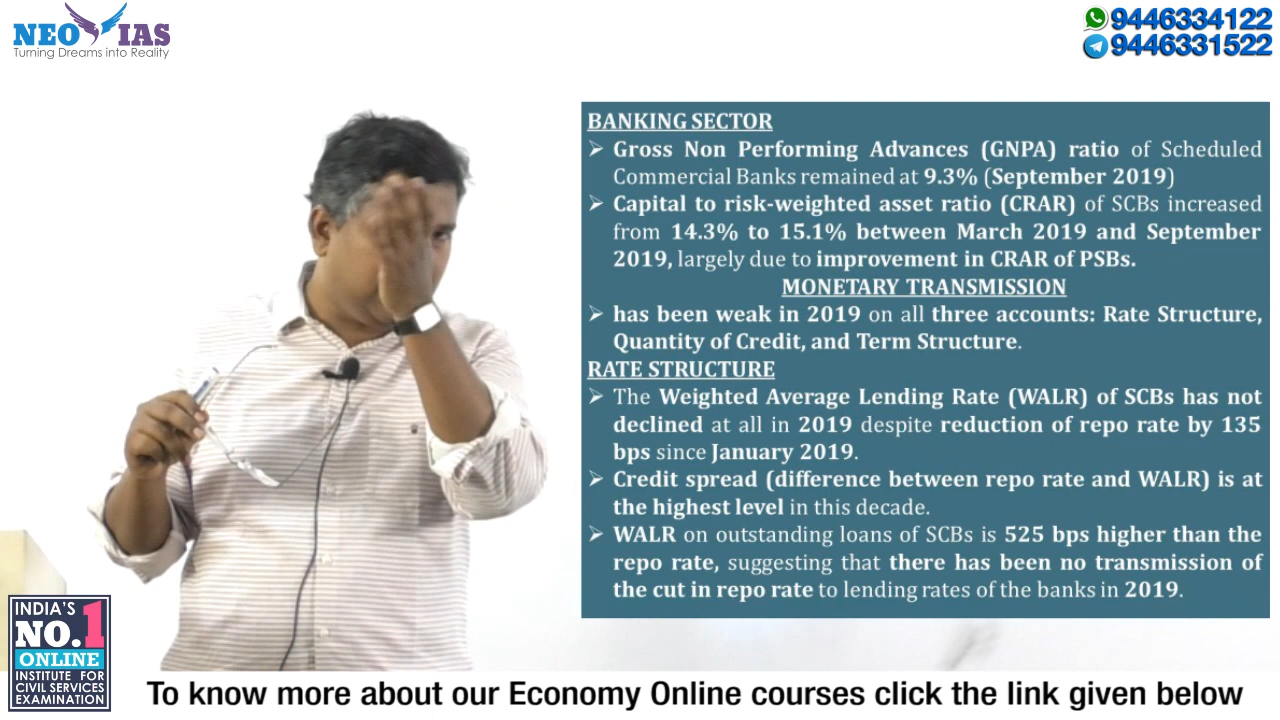 NEO IAS
Turning Dreams into Reality
9446334122
9446331522
BANKING SECTOR
➢ Gross Non Performing Advances (GNPA) ratio of Scheduled
Commercial Banks remained at 9.3% (September 2019)
➢ Capital to risk-weighted asset ratio (CRAR) of SCBs increased
from 14.3% to 15.1% between March 2019 and September
2019, largely due to improvement in CRAR of PSBs.
MONETARY TRANSMISSION
➢ has been weak in 2019 on all three accounts: Rate Structure,
Quantity of Credit, and Term Structure.
RATE STRUCTURE
➢ The Weighted Average Lending Rate (WALR) of SCBs has not
declined at all in 2019 despite reduction of repo rate by 135
bps since January 2019.
➢ Credit spread (difference between repo rate and WALR) is at
the highest level in this decade.
➢ WALR on outstanding loans of SCBs is 525 bps higher than the
repo rate, suggesting that there has been no transmission of
the cut in repo rate to lending rates of the banks in 2019.
INDIA'S
NO.1
ONLINE
INSTITUTE FOR
CIVIL SERVICES
EXAMINATION
To know more about our Economy Online courses click the link given below